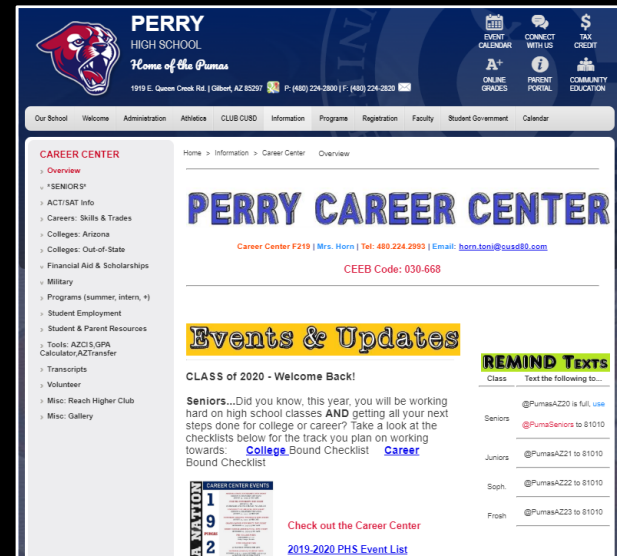 PERRY
HIGH SCHOOL
Home of the Pumas
1919 E. Queen Creek Rd. | Gilbert, AZ 85297 P: (480) 224-2800 | F: (480) 224-2820
EVENT CALENDAR
CONNECT WITH US
TAX CREDIT
ONLINE GRADES
PARENT PORTAL
COMMUNITY EDUCATION
Our School Welcome Administration Athletics CLUB CUSD Information Programs Registration Faculty Student Government Calendar
CAREER CENTER
Overview
*SENIORS*
ACT/SAT Info
Careers: Skills & Trades
Colleges: Arizona
Colleges: Out-of-State
Financial Aid & Scholarships
Military
Programs (summer, intern, +)
Student Employment
Student & Parent Resources
Tools: AZCIS,GPA
Calculator,AZTransfer
Transcripts
Volunteer
Misc: Reach Higher Club
Misc: Gallery
Home > Information > Career Center Overview
PERRY CAREER CENTER
Career Center F219 | Mrs. Horn | Tel: 480.224.2993 | Email: horn.toni@cusd80.com
CEEB Code: 030-668
Events & Updates
CLASS of 2020 - Welcome Back!
Seniors...Did you know, this year, you will be working
hard on high school classes AND getting all your next
steps done for college or career? Take a look at the
checklists below for the track you plan on working
towards: College Bound Checklist Career
Bound Checklist
CAREER CENTER EVENTS
A NATION
1
9
2
Check out the Career Center
2019-2020 PHS Event List
REMIND TEXTS
Class Text the following to...
Seniors @PumasAZ20 is full, use
@PumaSeniors to 81010
Juniors @PumasAZ21 to 81010
Soph. @PumasAZ22 to 81010
Frosh @PumasAZ23 to 81010